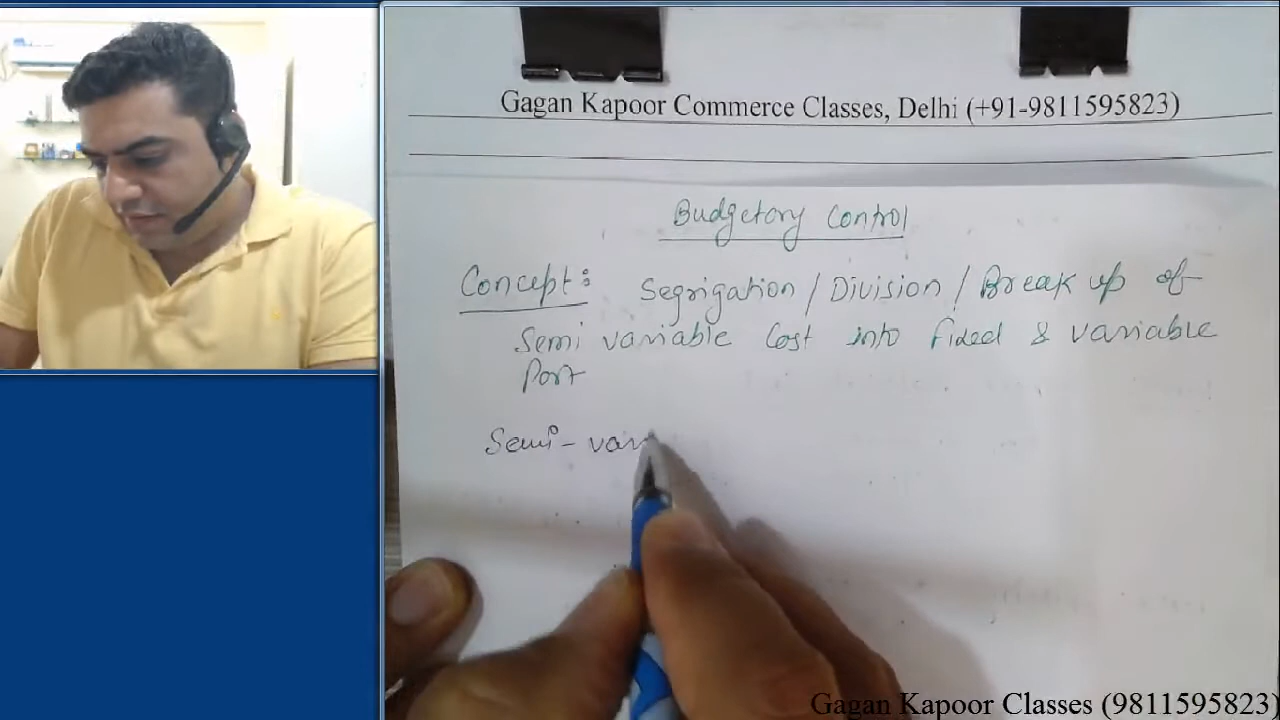 Gagan Kapoor Commerce Classes, Delhi (+91-9811595823)
Budgetory Control
Concept: Segrigation / Division / Break up of
Semi variable Cost into fixed & variable
Part
Semi-vari
Gagan Kapoor Classes (9811595823)